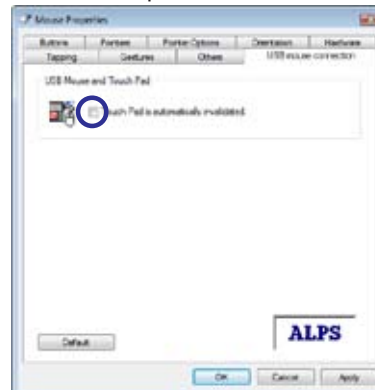 Mouse Properties
Buttons Pointers Pointer Options Orientation Hardware
Tapping Gestures Others USB mouse connection
USB Mouse and Touch Pad
Touch Pad is automatically invalidated.
ALPS
Default
OK Cancel Apply